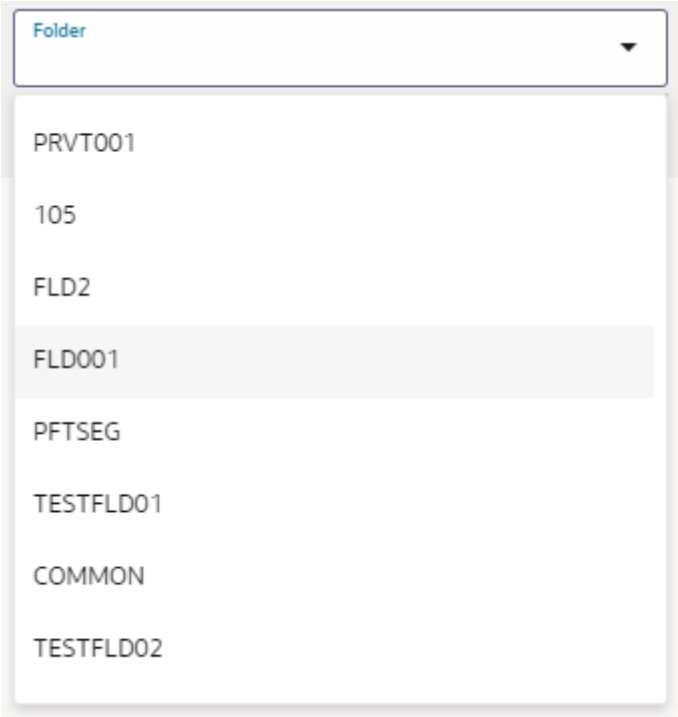 Folder
PRVT001
105
FLD2
FLD001
PFTSEG
TESTFLD01
COMMON
TESTFLD02